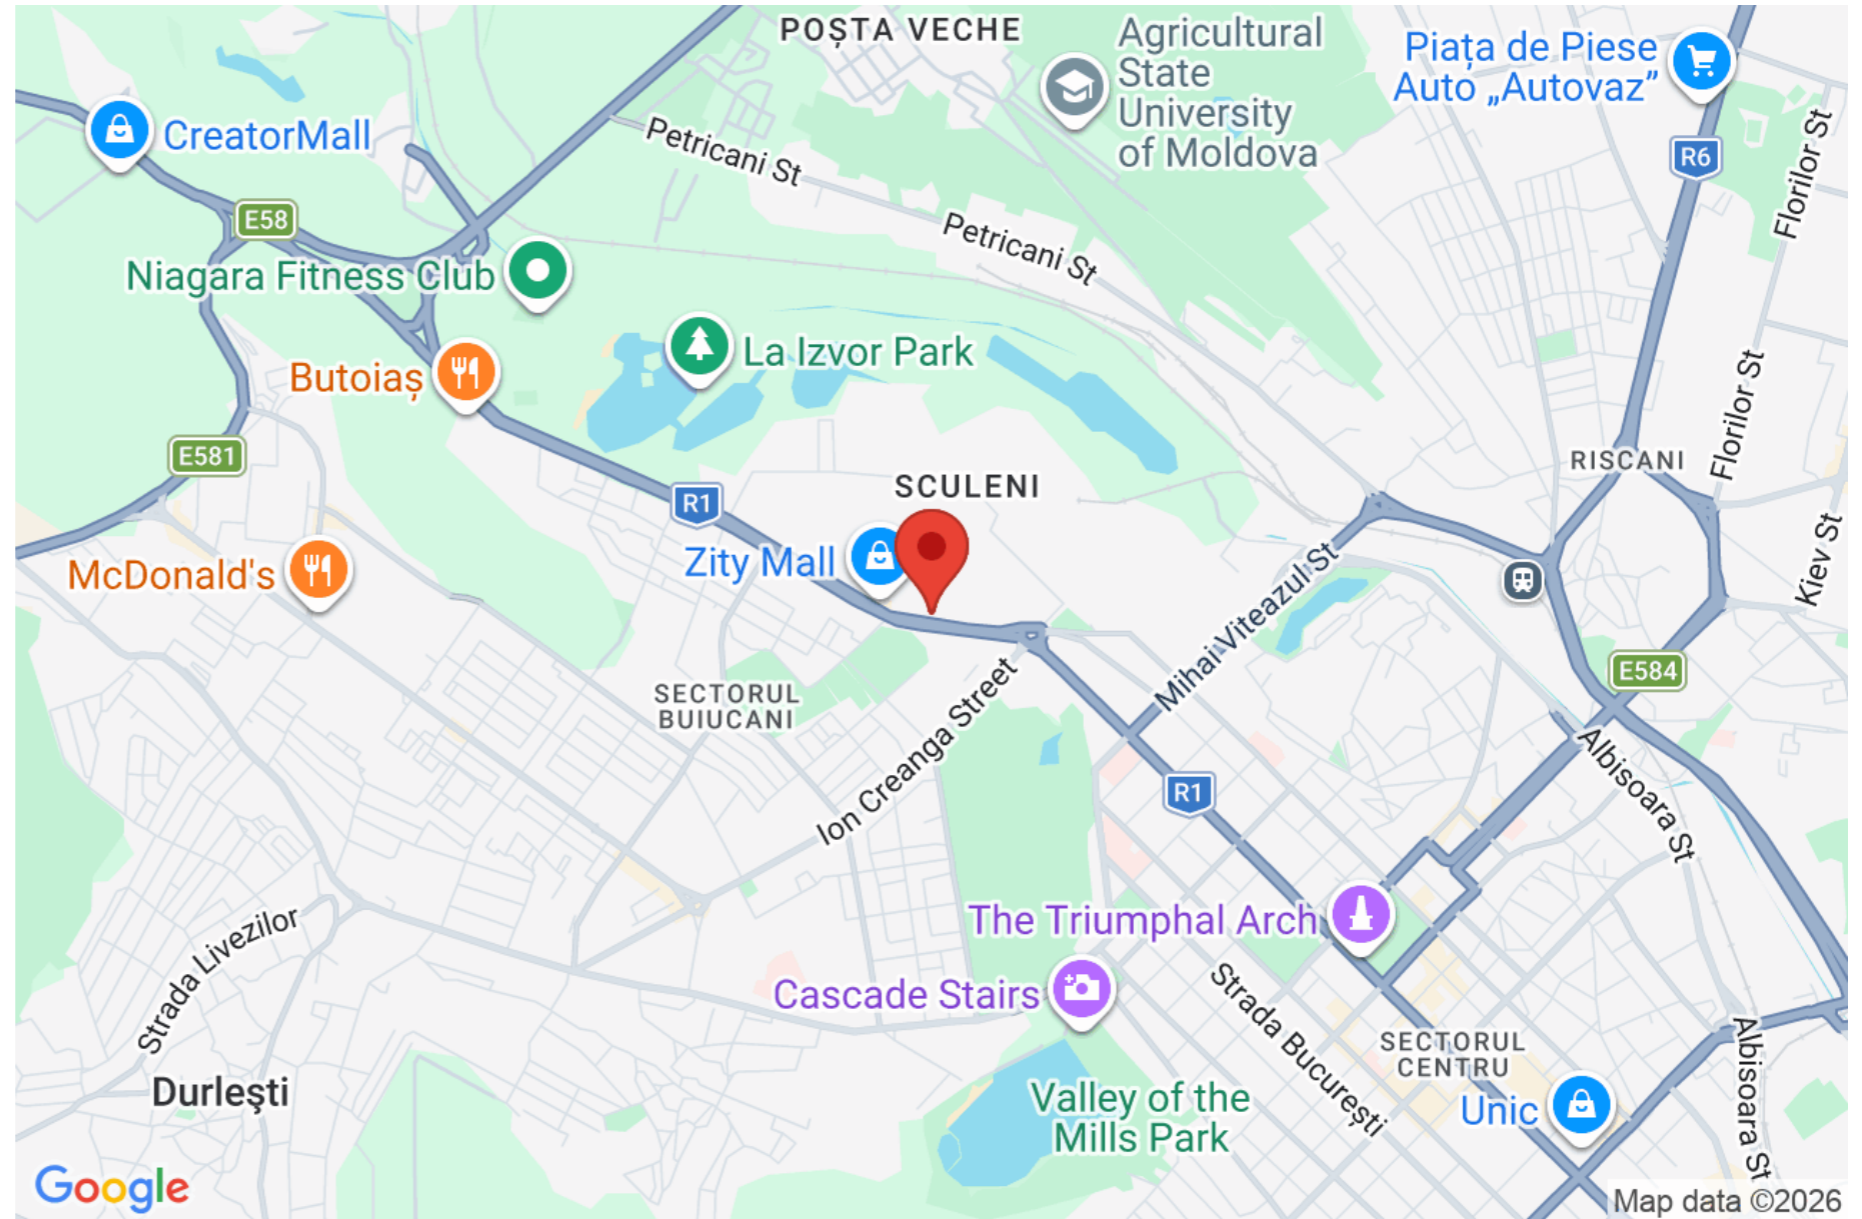 POȘTA VECHE
Agricultural
State
University
of Moldova
Piața de Piese
Auto „Autovaz”
CreatorMall
Petricani St
R6
Florilor St
E58
Petricani St
Niagara Fitness Club
La Izvor Park
Butoiaș
Florilor St
E581
RISCANI
SCULENI
R1
Kiev St
Zity Mall
McDonald's
Mihai Viteazul St
E584
SECTORUL
BUIUCANI
Ion Creanga Street
R1
Albisoara St
The Triumphal Arch
Strada Livezilor
Cascade Stairs
Strada București
SECTORUL
CENTRU
Albisoara St
Durleşti
Valley of the
Mills Park
Unic
Google
Map data ©2026